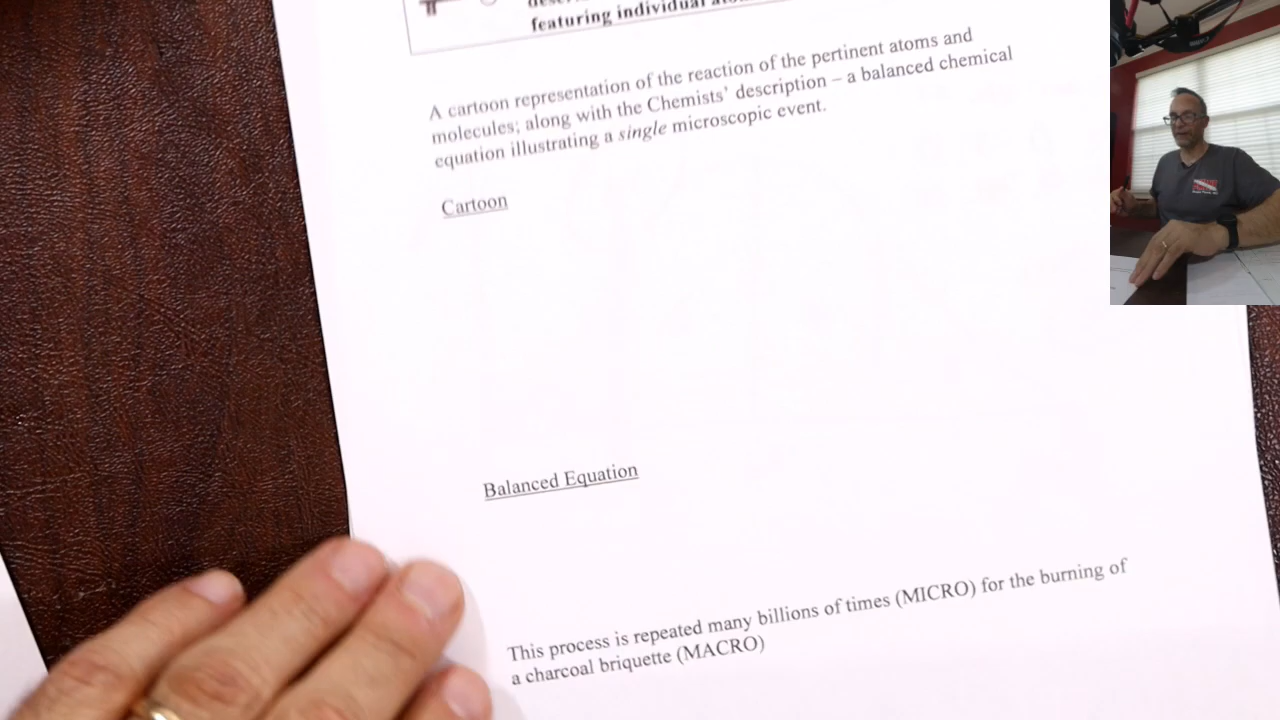 featuring individual
A cartoon representation of the reaction of the pertinent atoms and
molecules; along with the Chemists’ description – a balanced chemical
equation illustrating a single microscopic event.
Cartoon
Balanced Equation
This process is repeated many billions of times (MICRO) for the burning of
a charcoal briquette (MACRO)